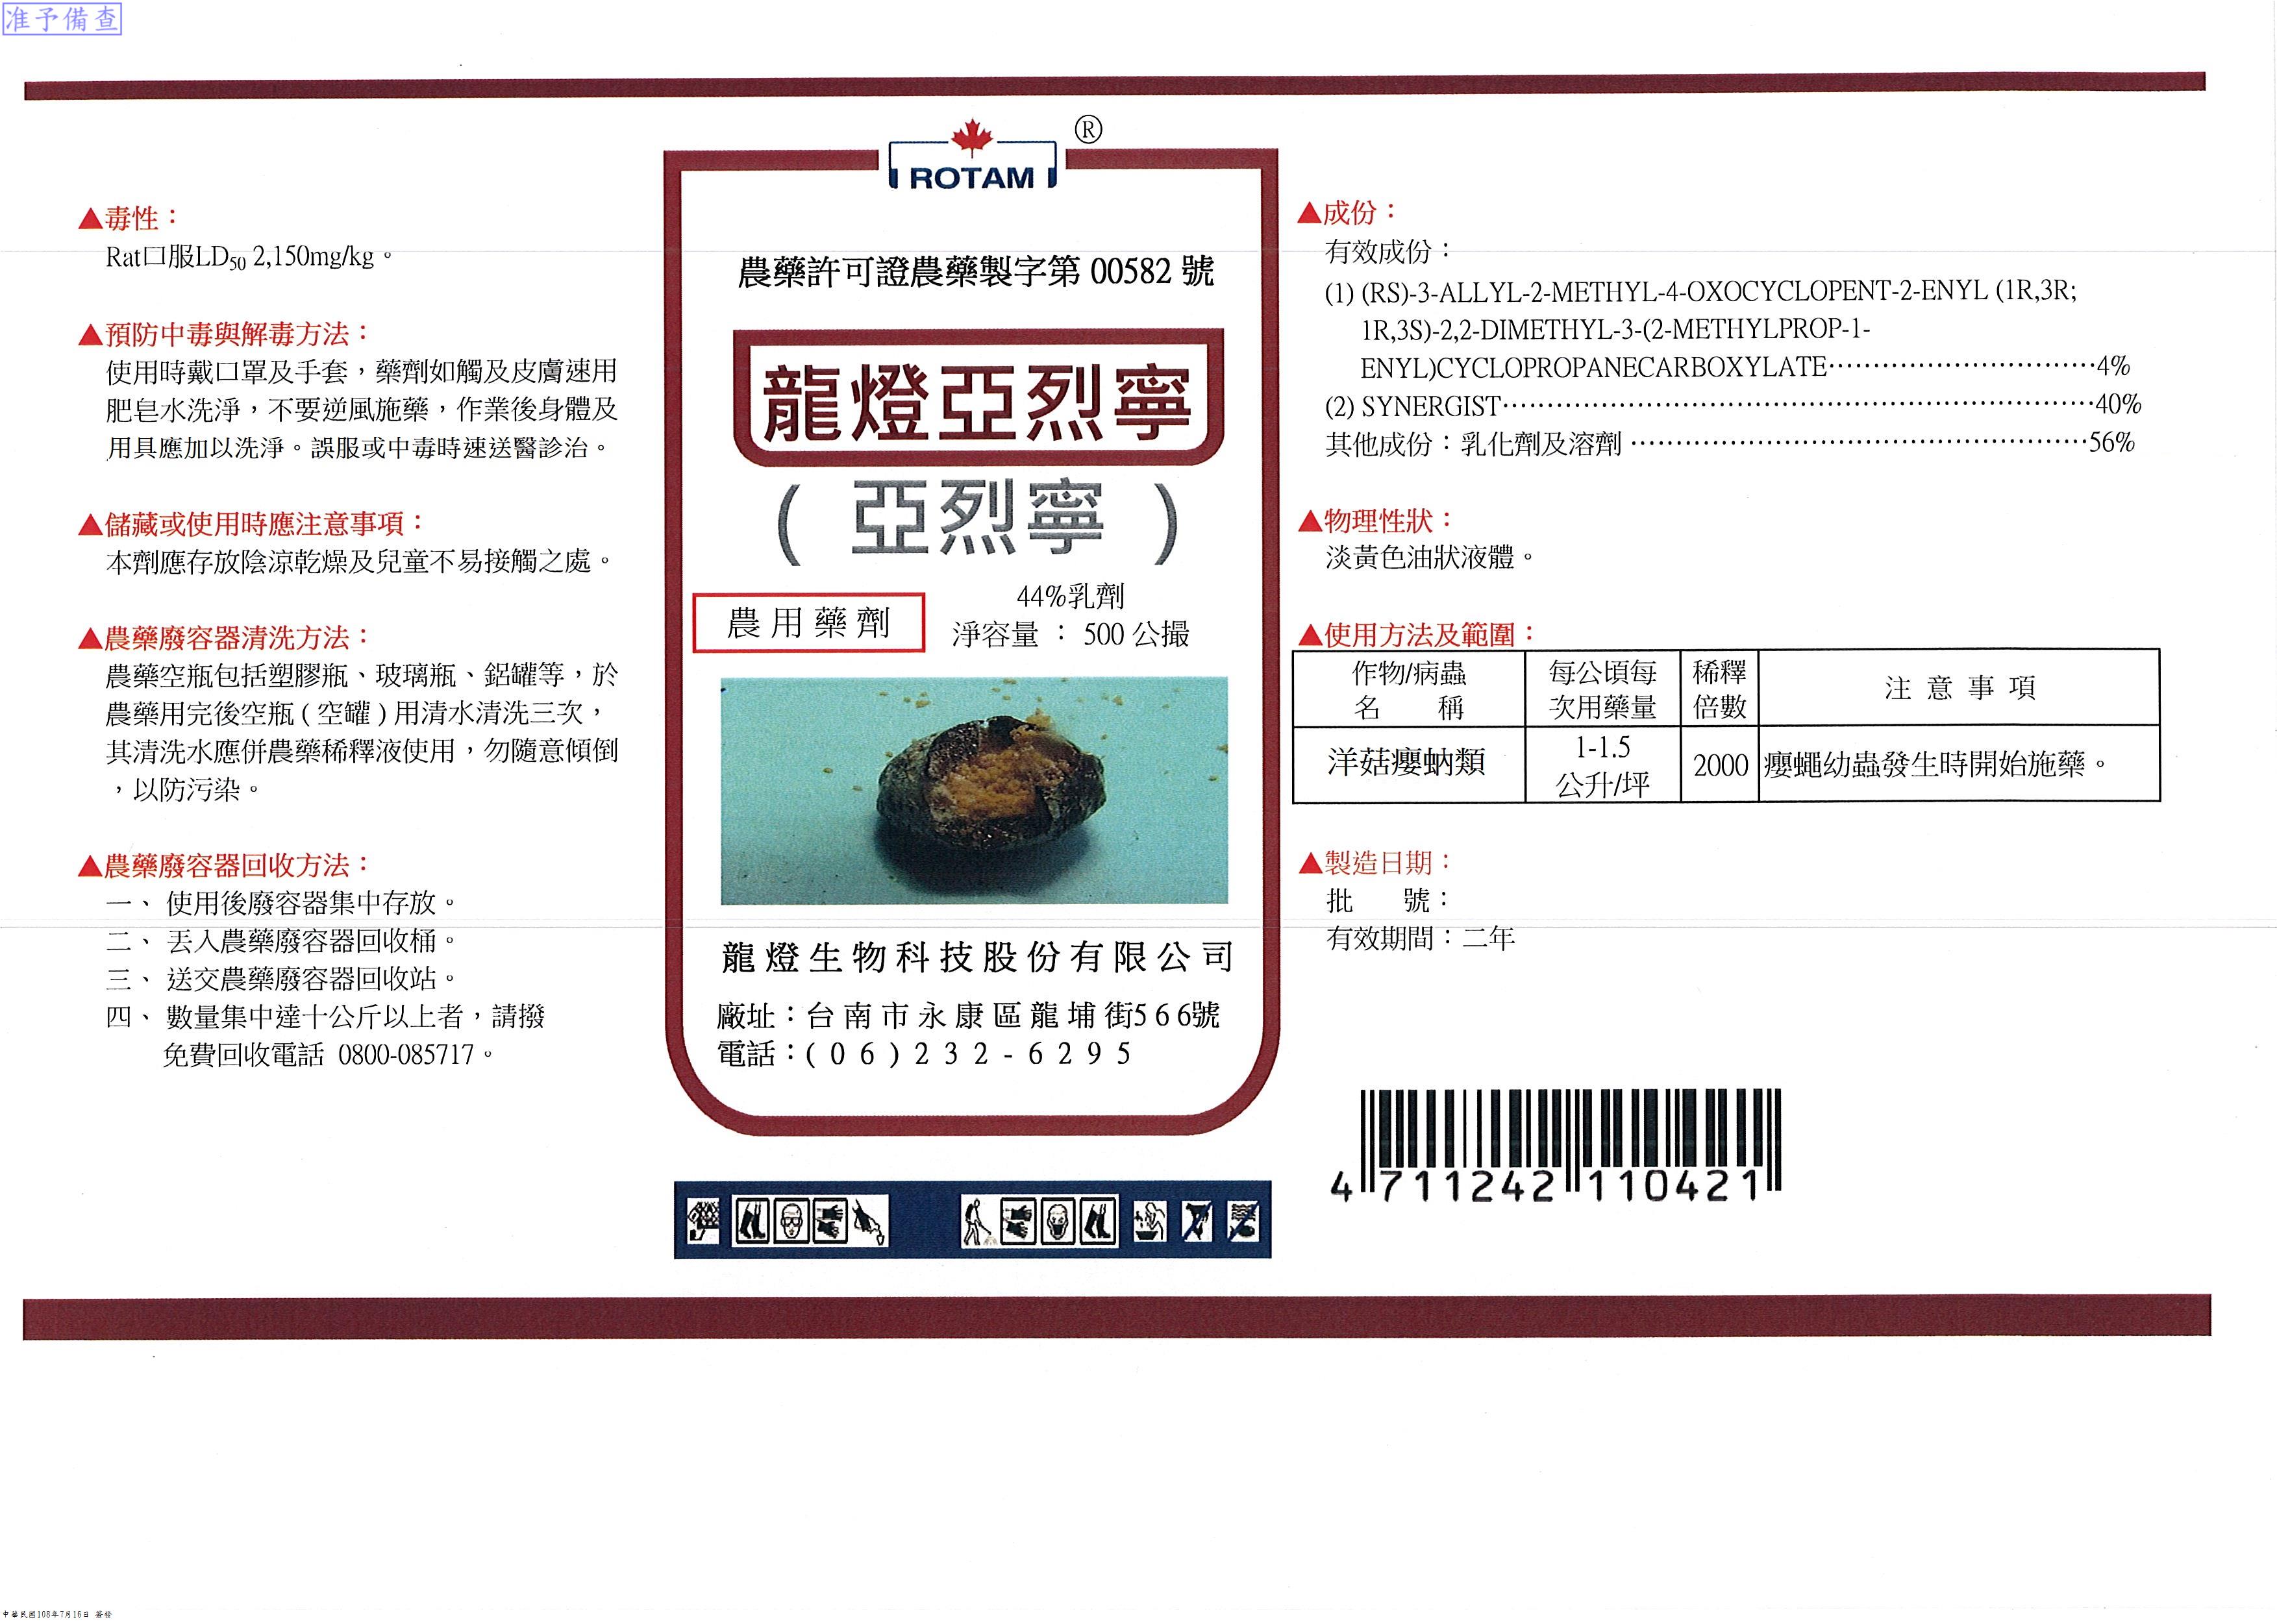 准予備查
▲毒性：
Rat口服LD50 2,150mg/kg。
▲預防中毒與解毒方法：
使用時戴口罩及手套，藥劑如觸及皮膚速用
肥皂水洗淨，不要逆風施藥，作業後身體及
用具應加以洗淨。誤服或中毒時速送醫診治。
▲儲藏或使用時應注意事項：
本劑應存放陰涼乾燥及兒童不易接觸之處。
▲農藥廢容器清洗方法：
農藥空瓶包括塑膠瓶、玻璃瓶、鋁罐等，於
農藥用完後空瓶(空罐)用清水清洗三次，
其清洗水應併農藥稀釋液使用，勿隨意傾倒
，以防污染。
▲農藥廢容器回收方法：
一、 使用後廢容器集中存放。
二、 丟入農藥廢容器回收桶。
三、 送交農藥廢容器回收站。
四、 數量集中達十公斤以上者，請撥
免費回收電話 0800-085717。
ROTAM ®
農藥許可證農藥製字第 00582 號
龍燈亞烈寧
( 亞烈寧 )
農用藥劑
44%乳劑
淨容量 ： 500 公撮
龍燈生物科技股份有限公司
廠址：台南市永康區龍埔街566號
電話：(06)232-6295
▲成份：
有效成份：
(1) (RS)-3-ALLYL-2-METHYL-4-OXOCYCLOPENT-2-ENYL (1R,3R;
1R,3S)-2,2-DIMETHYL-3-(2-METHYLPROP-1-
ENYL)CYCLOPROPANECARBOXYLATE…………………………4%
(2) SYNERGIST…………………………………………………………40%
其他成份：乳化劑及溶劑 ……………………………………………56%
▲物理性狀：
淡黃色油狀液體。
▲使用方法及範圍：
作物/病蟲 每公頃每 稀釋 注意事項
名 稱 次用藥量 倍數
洋菇癭蚋類 1-1.5 2000 癭蠅幼蟲發生時開始施藥。
公升/坪
▲製造日期：
批 號：
有效期間：二年
4 711242 110421
中華民國108年7月16日 簽發